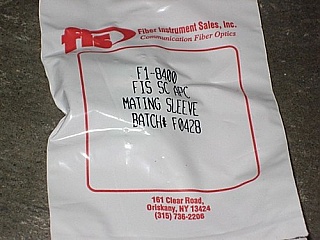 fis
Fiber Instrument Sales, Inc.
Communication Fiber Optics
F1-8400
FIS SC APC
MATING SLEEVE
BATCH# F0428
161 Clear Road,
Oriskany, NY 13424
(315) 736-2206